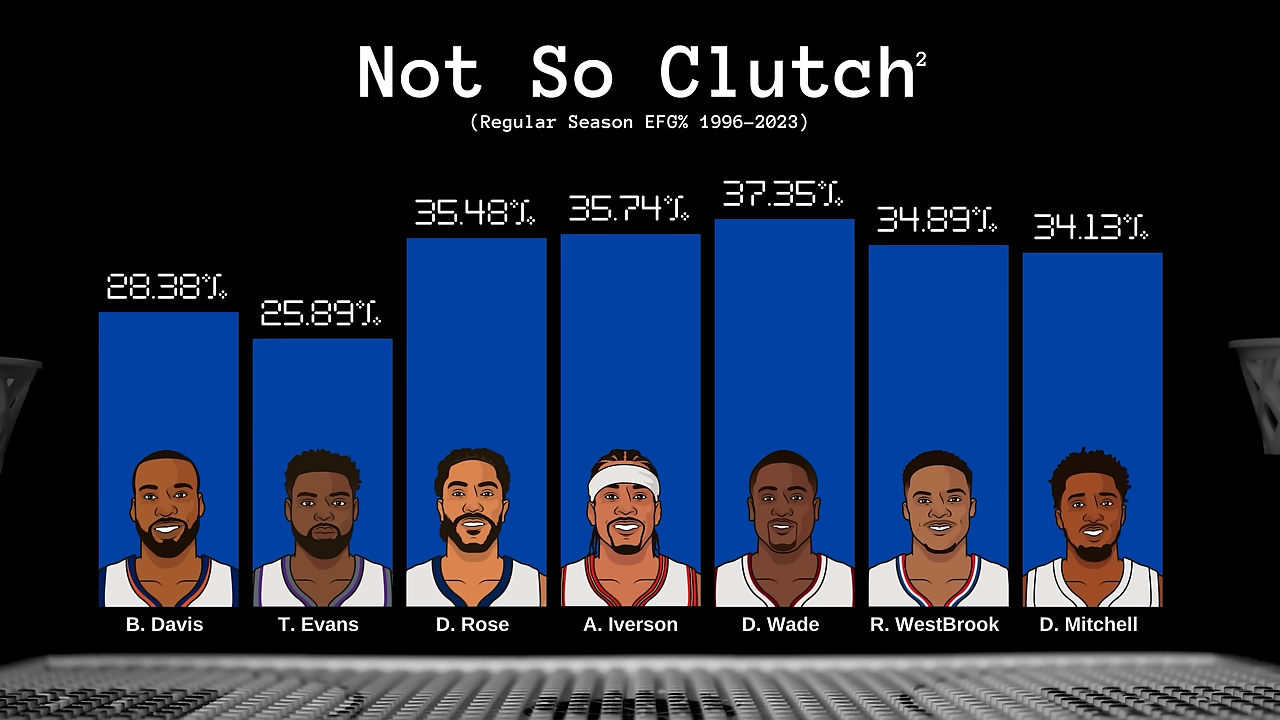 Not So Clutch²
(Regular Season EFG% 1996–2023)
28.38% 25.89% 35.48% 35.74% 37.35% 34.89% 34.13%
B. Davis T. Evans D. Rose A. Iverson D. Wade R. WestBrook D. Mitchell